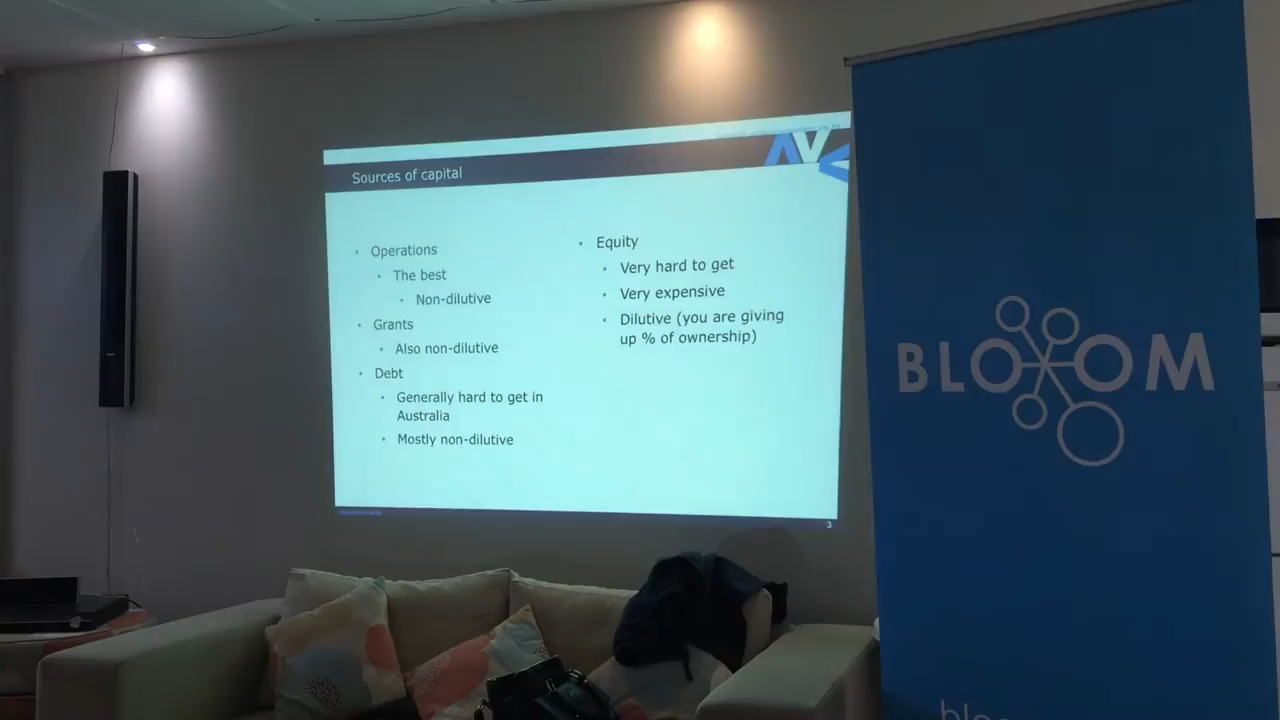 Sources of capital
• Operations
• The best
• Non-dilutive
• Grants
• Also non-dilutive
• Debt
• Generally hard to get in
Australia
• Mostly non-dilutive
• Equity
• Very hard to get
• Very expensive
• Dilutive (you are giving
up % of ownership)
3
BLOOM